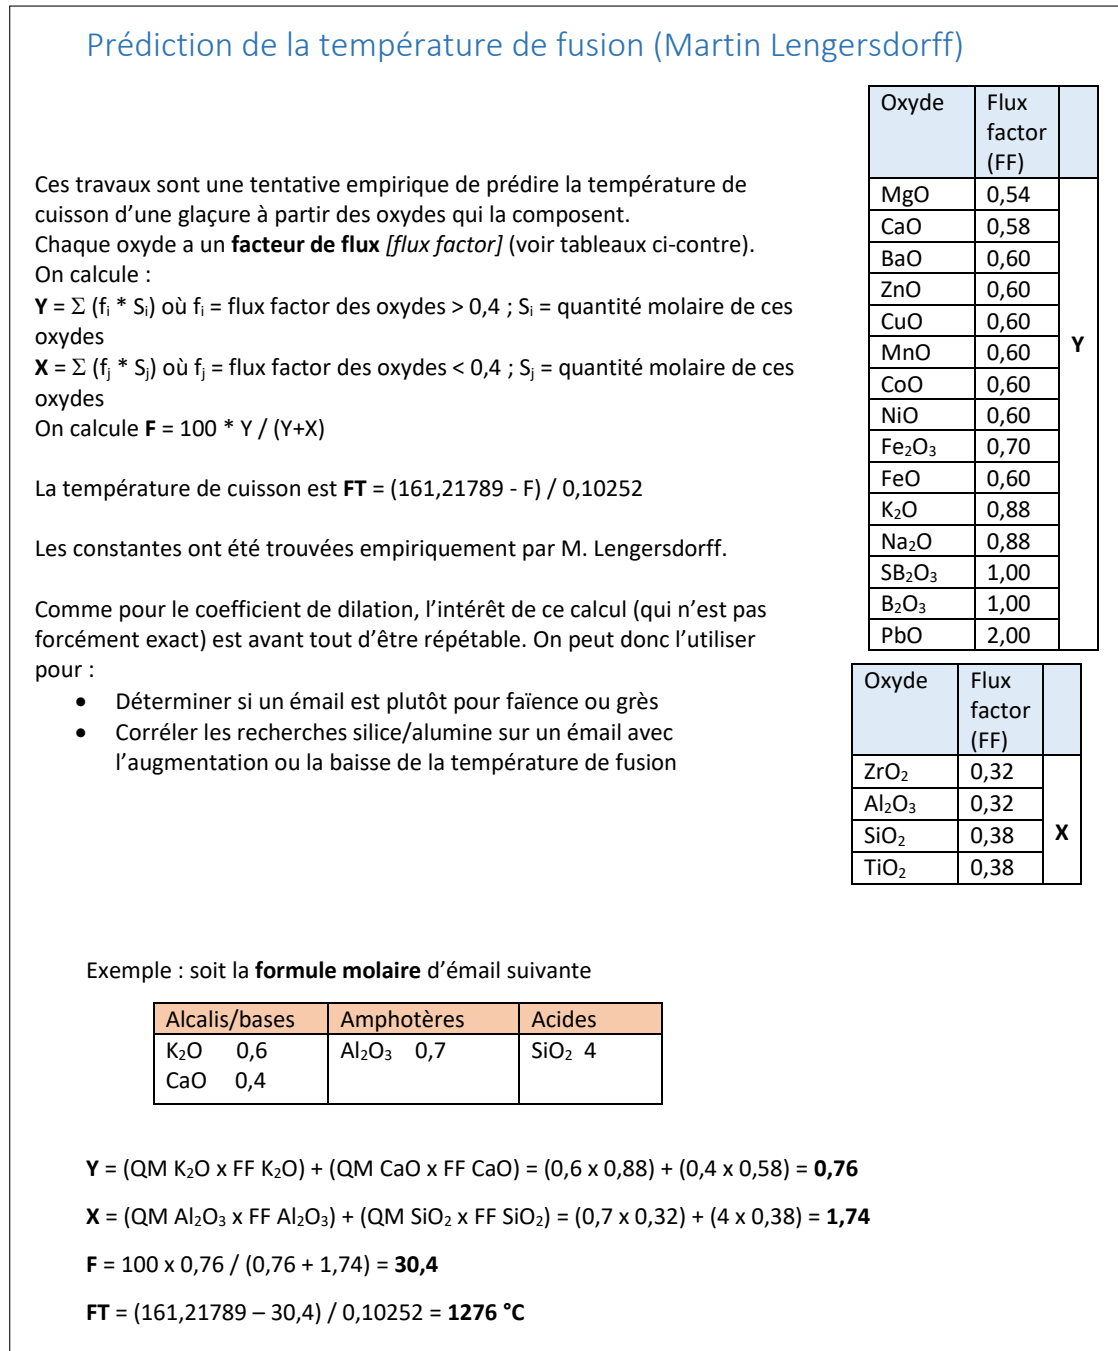 Prédiction de la température de fusion (Martin Lengersdorff)
Ces travaux sont une tentative empirique de prédire la température de
cuisson d’une glaçure à partir des oxydes qui la composent.
Chaque oxyde a un facteur de flux [flux factor] (voir tableaux ci-contre).
On calcule :
Y = Σ (fi * Si) où fi = flux factor des oxydes > 0,4 ; Si = quantité molaire de ces
oxydes
X = Σ (fj * Sj) où fj = flux factor des oxydes < 0,4 ; Sj = quantité molaire de ces
oxydes
On calcule F = 100 * Y / (Y+X)
La température de cuisson est FT = (161,21789 - F) / 0,10252
Les constantes ont été trouvées empiriquement par M. Lengersdorff.
Comme pour le coefficient de dilation, l’intérêt de ce calcul (qui n’est pas
forcément exact) est avant tout d’être répétable. On peut donc l’utiliser
pour :
• Déterminer si un émail est plutôt pour faïence ou grès
• Corréler les recherches silice/alumine sur un émail avec
l’augmentation ou la baisse de la température de fusion
Oxyde Flux
factor
(FF)
MgO 0,54
CaO 0,58
BaO 0,60
ZnO 0,60
CuO 0,60
MnO 0,60 Y
CoO 0,60
NiO 0,60
Fe2O3 0,70
FeO 0,60
K2O 0,88
Na2O 0,88
SB2O3 1,00
B2O3 1,00
PbO 2,00
Oxyde Flux
factor
(FF)
ZrO2 0,32
Al2O3 0,32
SiO2 0,38 X
TiO2 0,38
Exemple : soit la formule molaire d’émail suivante
Alcalis/bases Amphotères Acides
K2O 0,6 Al2O3 0,7 SiO2 4
CaO 0,4
Y = (QM K2O x FF K2O) + (QM CaO x FF CaO) = (0,6 x 0,88) + (0,4 x 0,58) = 0,76
X = (QM Al2O3 x FF Al2O3) + (QM SiO2 x FF SiO2) = (0,7 x 0,32) + (4 x 0,38) = 1,74
F = 100 x 0,76 / (0,76 + 1,74) = 30,4
FT = (161,21789 – 30,4) / 0,10252 = 1276 °C